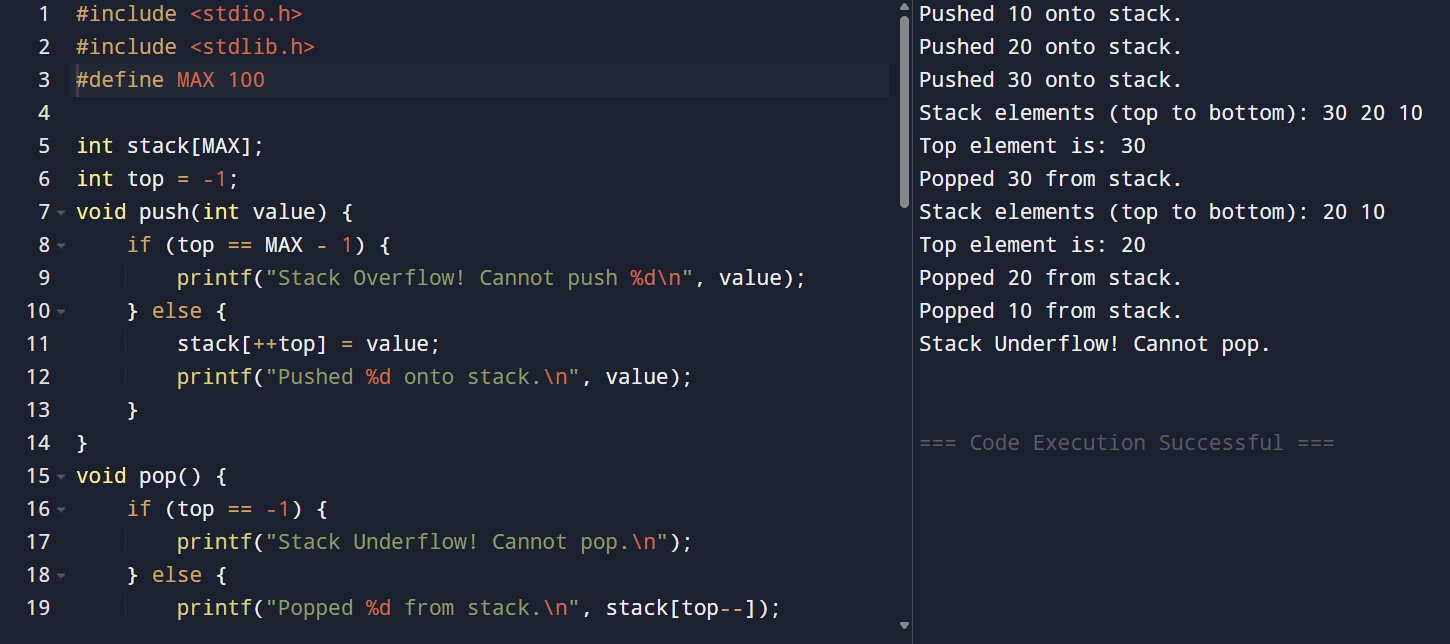 1 #include <stdio.h>
2 #include <stdlib.h>
3 #define MAX 100
4
5 int stack[MAX];
6 int top = -1;
7 void push(int value) {
8     if (top == MAX - 1) {
9         printf("Stack Overflow! Cannot push %d\n", value);
10     } else {
11         stack[++top] = value;
12         printf("Pushed %d onto stack.\n", value);
13     }
14 }
15 void pop() {
16     if (top == -1) {
17         printf("Stack Underflow! Cannot pop.\n");
18     } else {
19         printf("Popped %d from stack.\n", stack[top--]);
Pushed 10 onto stack.
Pushed 20 onto stack.
Pushed 30 onto stack.
Stack elements (top to bottom): 30 20 10
Top element is: 30
Popped 30 from stack.
Stack elements (top to bottom): 20 10
Top element is: 20
Popped 20 from stack.
Popped 10 from stack.
Stack Underflow! Cannot pop.
=== Code Execution Successful ===